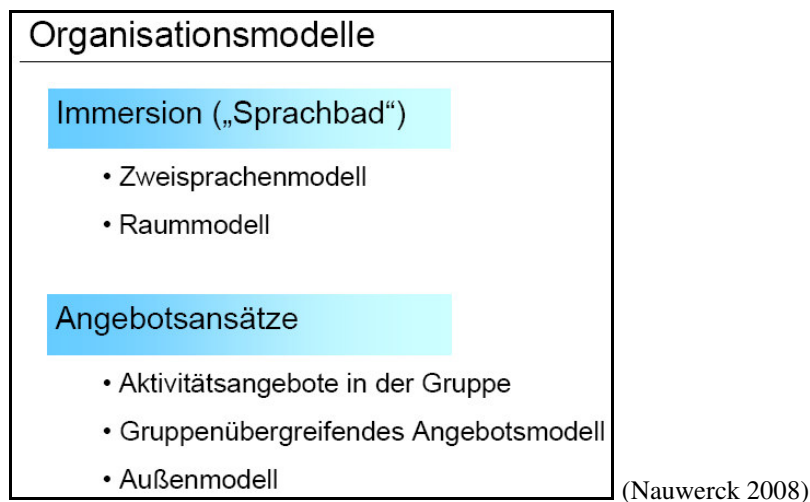 Organisationsmodelle
Immersion („Sprachbad“)
• Zweisprachenmodell
• Raummodell
Angebotsansätze
• Aktivitätsangebote in der Gruppe
• Gruppenübergreifendes Angebotsmodell
• Außenmodell
(Nauwerck 2008)